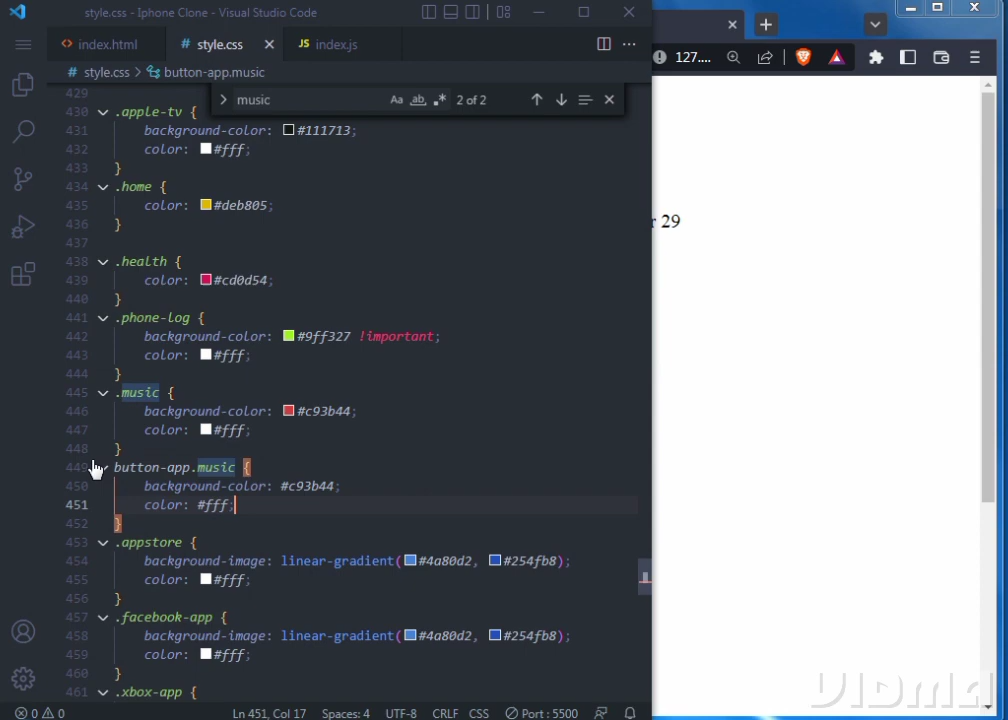 style.css - Iphone Clone - Visual Studio Code
<> index.html
# style.css
JS index.js
# style.css > button-app.music
music
Aa
ab
2 of 2
127....
r 29
429
430 .apple-tv {
431 background-color: #111713;
432 color: #fff;
433 }
434 .home {
435 color: #deb805;
436 }
437
438 .health {
439 color: #cd0d54;
440 }
441 .phone-log {
442 background-color: #9ff327 !important;
443 color: #fff;
444 }
445 .music {
446 background-color: #c93b44;
447 color: #fff;
448 }
449 button-app.music {
450 background-color: #c93b44;
451 color: #fff;
452 }
453 .appstore {
454 background-image: linear-gradient(#4a80d2, #254fb8);
455 color: #fff;
456 }
457 .facebook-app {
458 background-image: linear-gradient(#4a80d2, #254fb8);
459 color: #fff;
460 }
461 .xbox-app {
0 0
Ln 451, Col 17
Spaces: 4
UTF-8
CRLF
CSS
Port : 5500